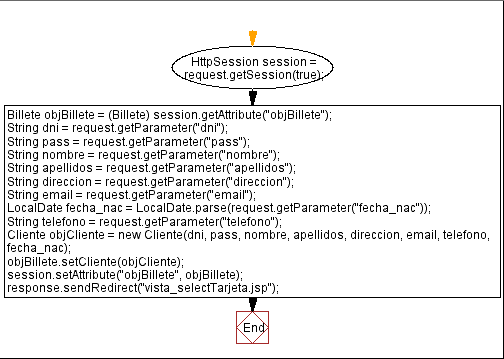 HttpSession session =
request.getSession(true);
Billete objBillete = (Billete) session.getAttribute("objBillete");
String dni = request.getParameter("dni");
String pass = request.getParameter("pass");
String nombre = request.getParameter("nombre");
String apellidos = request.getParameter("apellidos");
String direccion = request.getParameter("direccion");
String email = request.getParameter("email");
LocalDate fecha_nac = LocalDate.parse(request.getParameter("fecha_nac"));
String telefono = request.getParameter("telefono");
Cliente objCliente = new Cliente(dni, pass, nombre, apellidos, direccion, email, telefono,
fecha_nac);
objBillete.setCliente(objCliente);
session.setAttribute("objBillete", objBillete);
response.sendRedirect("vista_selectTarjeta.jsp");
End